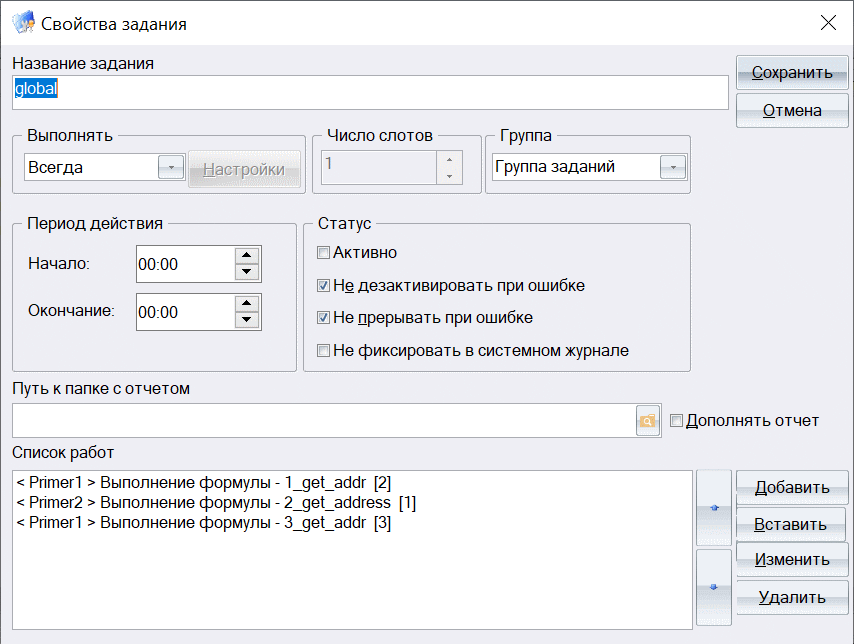 Свойства задания
Название задания
global
Сохранить
Отмена
Выполнять
Всегда
Настройки
Число слотов
1
Группа
Группа заданий
Период действия
Начало:
00:00
Окончание:
00:00
Статус
Активно
Не дезактивировать при ошибке
Не прерывать при ошибке
Не фиксировать в системном журнале
Путь к папке с отчетом
Дополнять отчет
Список работ
< Primer1 > Выполнение формулы - 1_get_addr [2]
< Primer2 > Выполнение формулы - 2_get_address [1]
< Primer1 > Выполнение формулы - 3_get_addr [3]
Добавить
Вставить
Изменить
Удалить